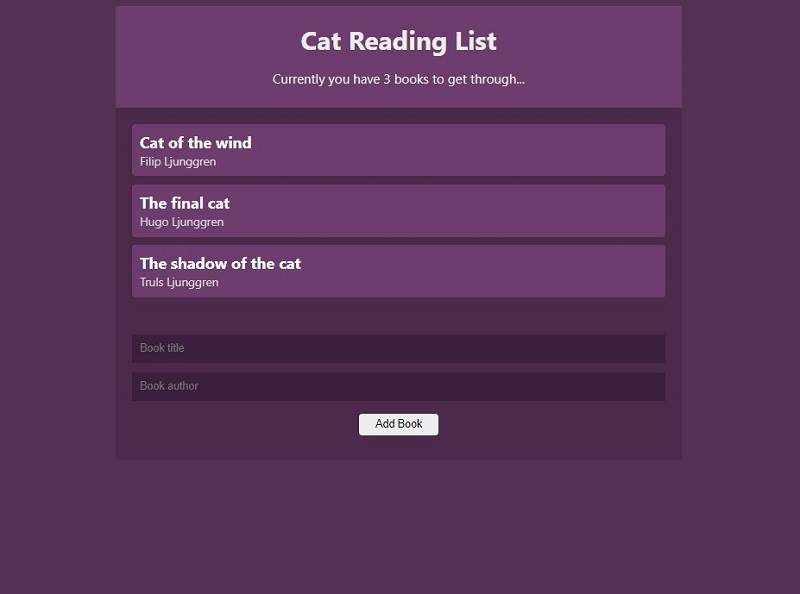 Cat Reading List
Currently you have 3 books to get through...
Cat of the wind
Filip Ljunggren
The final cat
Hugo Ljunggren
The shadow of the cat
Truls Ljunggren
Book title
Book author
Add Book